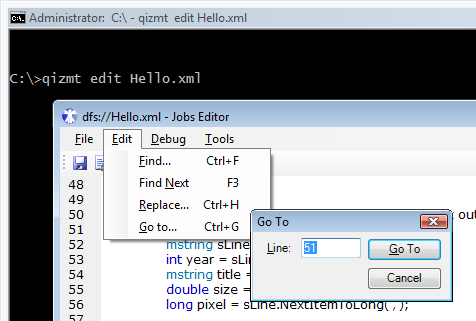 Administrator: C:\ - qizmt edit Hello.xml
C:\>qizmt edit Hello.xml
dfs://Hello.xml - Jobs Editor
File Edit Debug Tools
Find... Ctrl+F
Find Next F3
Replace... Ctrl+H
Go to... Ctrl+G
48
49
50 out
51
52 mstring sLine
53 int year = sLi
54 mstring title =
55 double size =
56 long pixel = sLine.NextItemToLong(',');
Go To
Line: 51 Go To
Cancel